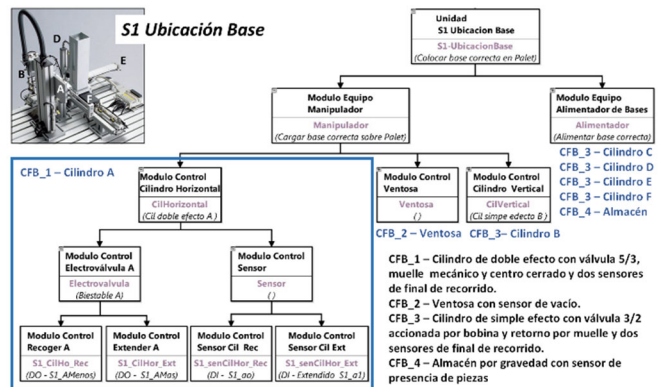 S1 Ubicación Base
D
E
B
A
F
Unidad
S1 Ubicacion Base
S1-UbicacionBase
(Colocar base correcta en Palet)
Modulo Equipo
Manipulador
Manipulador
(Cargar base correcta sobre Palet)
Modulo Equipo
Alimentador de Bases
Alimentador
(Alimentar base correcta)
CFB_3 – Cilindro C
CFB_3 – Cilindro D
CFB_3 – Cilindro E
CFB_3 – Cilindro F
CFB_4 – Almacén
CFB_1 – Cilindro A
Modulo Control
Cilindro Horizontal
CilHorizontal
(Cil doble efecto A )
Modulo Control
Ventosa
Ventosa
( )
CFB_2 – Ventosa
Modulo Control
Cilindro Vertical
CilVertical
(Cil simpe edecto B )
CFB_3– Cilindro B
Modulo Control
Electroválvula A
Electrovalvula
(Biestable A)
Modulo Control
Sensor
Sensor
( )
Modulo Control
Recoger A
S1_CilHo_Rec
(DO - S1_AMenos)
Modulo Control
Extender A
S1_CilHor_Ext
(DO - S1_AMas)
Modulo Control
Sensor Cil Rec
S1_senCilHor_Rec
(DI - S1_ao)
Modulo Control
Sensor Cil Ext
S1_senCilHor_Ext
(DI - Extendido S1_a1)
CFB_1 – Cilindro de doble efecto con válvula 5/3,
muelle mecánico y centro cerrado y dos sensores
de final de recorrido.
CFB_2 – Ventosa con sensor de vacío.
CFB_3 – Cilindro de simple efecto con válvula 3/2
accionada por bobina y retorno por muelle y dos
sensores de final de recorrido.
CFB_4 – Almacén por gravedad con sensor de
presencia de piezas